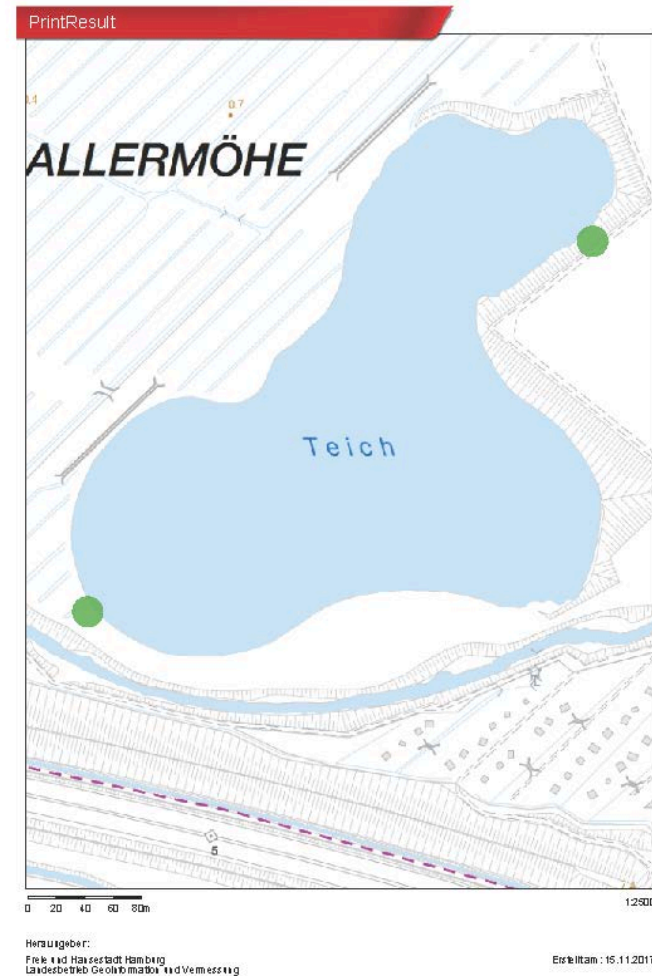 PrintResult
0.7
ALLERMÖHE
Teich
5
0 20 40 60 80m
1:2500
Herausgeber:
Freie und Hansestadt Hamburg
Landesbetrieb Geoinformation und Vermessung
Erstellt am : 15.11.2017